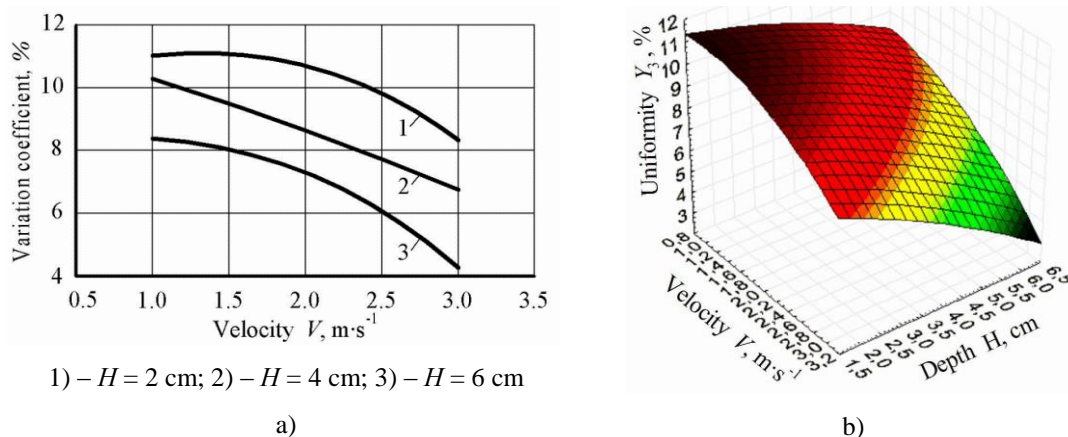 Variation coefficient, %
12
10
8
6
4
1
2
3
0.5 1.0 1.5 2.0 2.5 3.0 3.5
Velocity V, m·s⁻¹
1) – H = 2 cm; 2) – H = 4 cm; 3) – H = 6 cm
a)
Uniformity Y₃, %
12
11
10
9
8
7
6
5
4
3
Velocity V, m·s⁻¹
1,5 2,0 2,5 3,0 3,5 4,0 4,5 5,0 5,5 6,0 6,5
Depth H, cm
b)